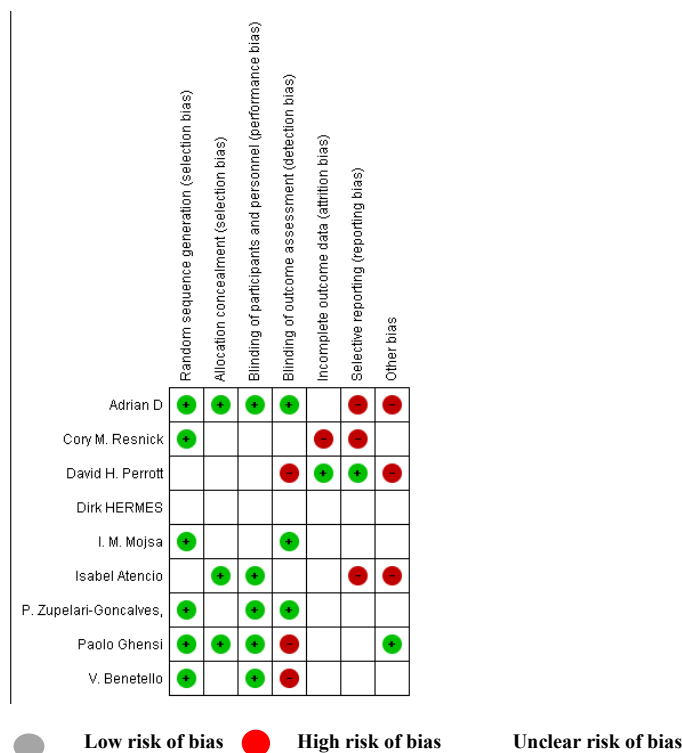 Random sequence generation (selection bias)
Allocation concealment (selection bias)
Blinding of participants and personnel (performance bias)
Blinding of outcome assessment (detection bias)
Incomplete outcome data (attrition bias)
Selective reporting (reporting bias)
Other bias
Adrian D + + + + - -
Cory M. Resnick + - -
David H. Perrott - + + -
Dirk HERMES
I. M. Mojsa + +
Isabel Atencio + + - -
P. Zupelari-Goncalves, + + +
Paolo Ghensi + + + - +
V. Benetello + + -
Low risk of bias High risk of bias Unclear risk of bias